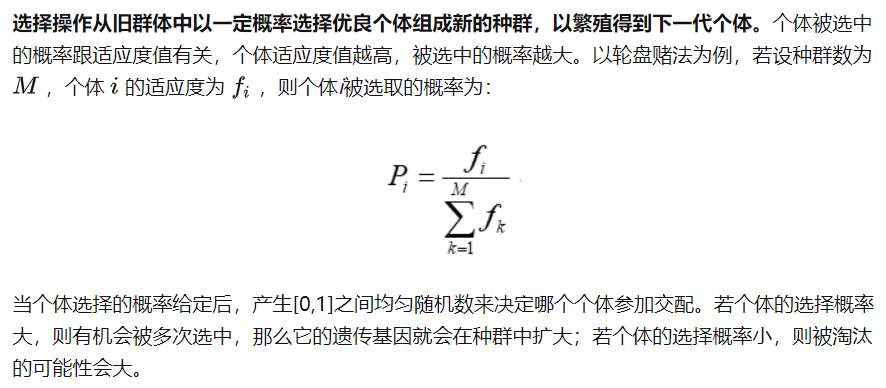 选择操作从旧群体中以一定概率选择优良个体组成新的种群，以繁殖得到下一代个体。个体被选中
的概率跟适应度值有关，个体适应度值越高，被选中的概率越大。以轮盘赌法为例，若设种群数为
M ，个体 i 的适应度为 f_i ，则个体i被选取的概率为：
P_i = \frac{f_i}{\sum_{k=1}^{M} f_k}
当个体选择的概率给定后，产生[0,1]之间均匀随机数来决定哪个个体参加交配。若个体的选择概率
大，则有机会被多次选中，那么它的遗传基因就会在种群中扩大；若个体的选择概率小，则被淘汰
的可能性会大。